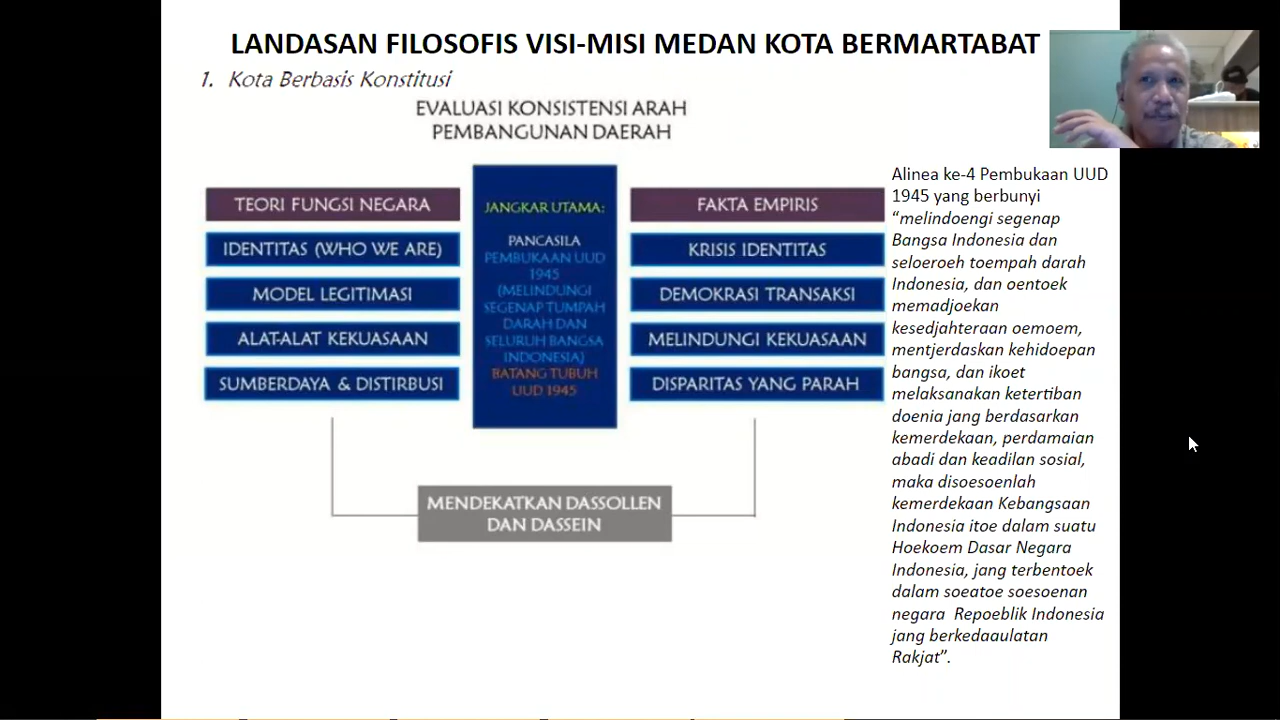 LANDASAN FILOSOFIS VISI-MISI MEDAN KOTA BERMARTABAT
1. Kota Berbasis Konstitusi
EVALUASI KONSISTENSI ARAH
PEMBANGUNAN DAERAH
TEORI FUNGSI NEGARA
IDENTITAS (WHO WE ARE)
MODEL LEGITIMASI
ALAT-ALAT KEKUASAAN
SUMBERDAYA & DISTIRBUSI
JANGKAR UTAMA:
PANCASILA
PEMBUKAAN UUD
1945
(MELINDUNGI
SEGENAP TUMPAH
DARAH DAN
SELURUH BANGSA
INDONESIA)
BATANG TUBUH
UUD 1945
FAKTA EMPIRIS
KRISIS IDENTITAS
DEMOKRASI TRANSAKSI
MELINDUNGI KEKUASAAN
DISPARITAS YANG PARAH
MENDEKATKAN DASSOLLEN
DAN DASSEIN
Alinea ke-4 Pembukaan UUD
1945 yang berbunyi
“melindoengi segenap
Bangsa Indonesia dan
seloeroeh toempah darah
Indonesia, dan oentoek
memadjoekan
kesedjahteraan oemoem,
mentjerdaskan kehidoepan
bangsa, dan ikoet
melaksanakan ketertiban
doenia jang berdasarkan
kemerdekaan, perdamaian
abadi dan keadilan sosial,
maka disoesoenlah
kemerdekaan Kebangsaan
Indonesia itoe dalam suatu
Hoekoem Dasar Negara
Indonesia, jang terbentoek
dalam soeatoe soesoenan
negara  Repoeblik Indonesia
jang berkedaaulatan
Rakjat”.